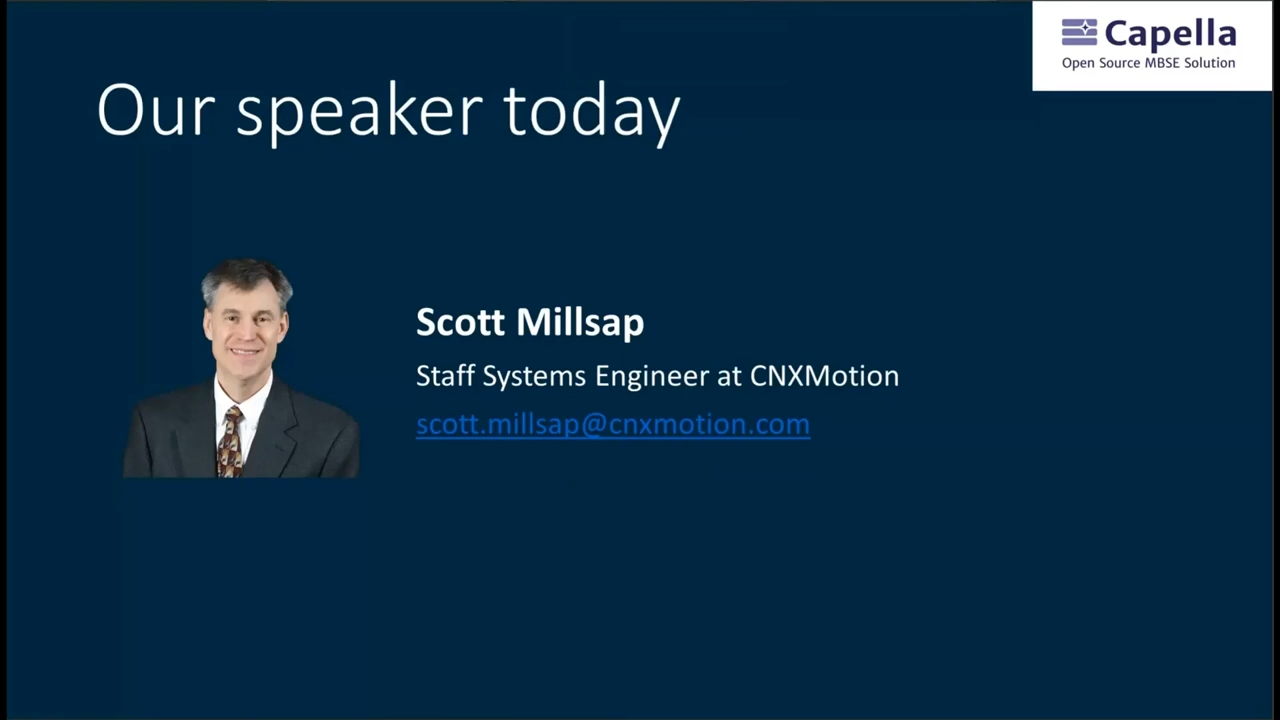 Capella
Open Source MBSE Solution
Our speaker today
Scott Millsap
Staff Systems Engineer at CNXMotion
scott.millsap@cnxmotion.com